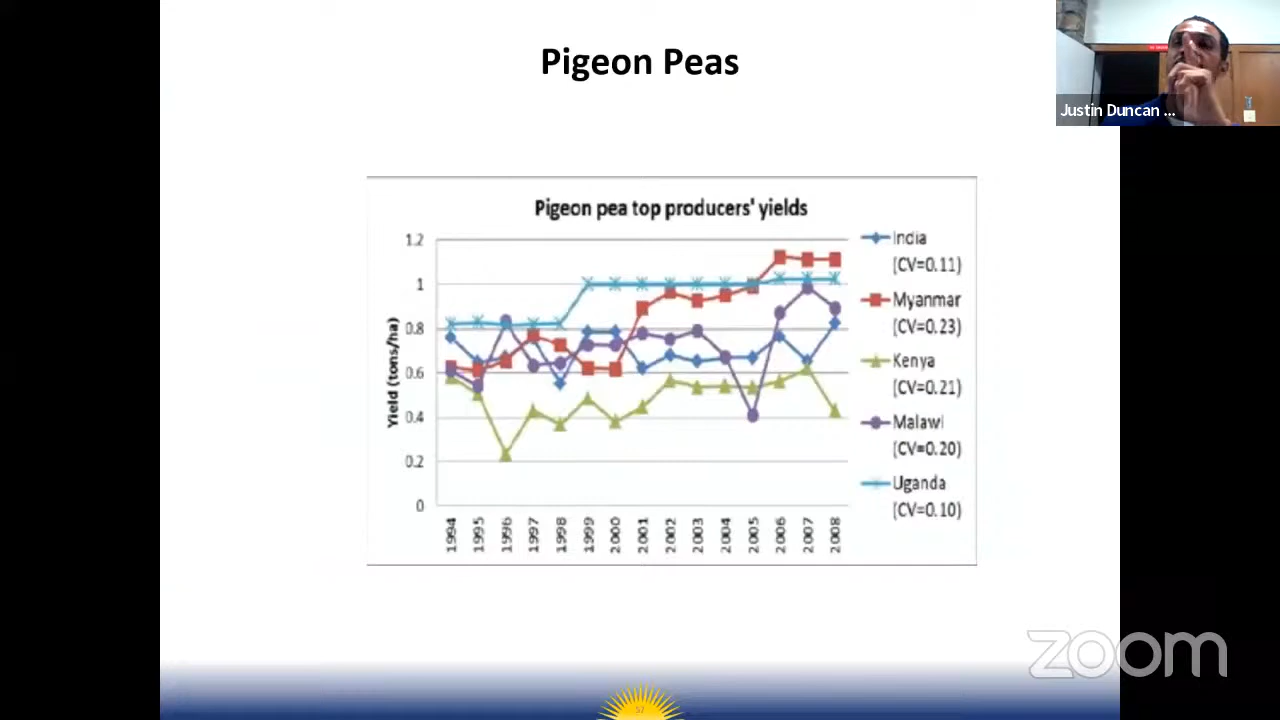 Pigeon Peas
Justin Duncan ...
Pigeon pea top producers' yields
Yield (tons/ha)
1.2
1
0.8
0.6
0.4
0.2
0
1994
1995
1996
1997
1998
1999
2000
2001
2002
2003
2004
2005
2006
2007
2008
India
(CV=0.11)
Myanmar
(CV=0.23)
Kenya
(CV=0.21)
Malawi
(CV=0.20)
Uganda
(CV=0.10)
zoom
57